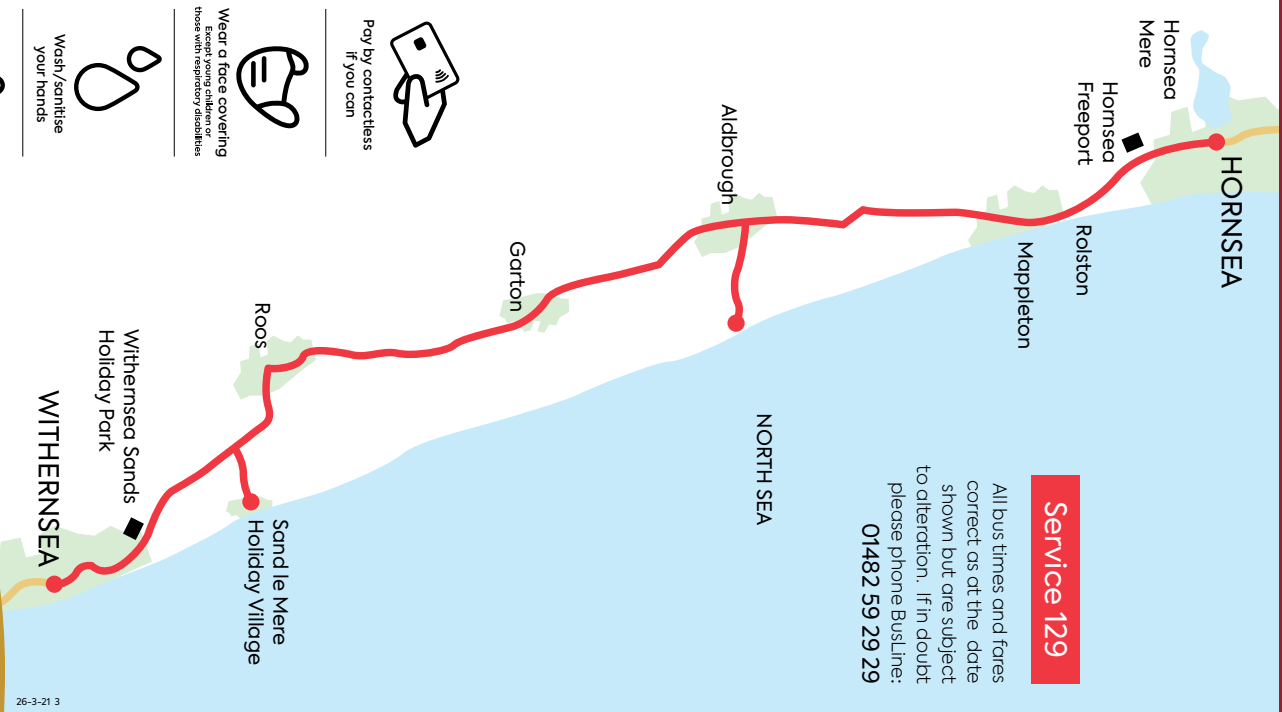 Hornsea
Mere
Hornsea
Freeport
HORNSEA
Rolston
Mappleton
Aldbrough
Garton
Roos
Withernsea Sands
Holiday Park
WITHERNSEA
Sand le Mere
Holiday Village
NORTH SEA
Service 129
All bus times and fares
correct as at the date
shown but are subject
to alteration. If in doubt
please phone BusLine:
01482 59 29 29
Pay by contactless
if you can
Wear a face covering
Except young children or
those with respiratory disabilities
Wash/sanitise
your hands
26-3-21 3